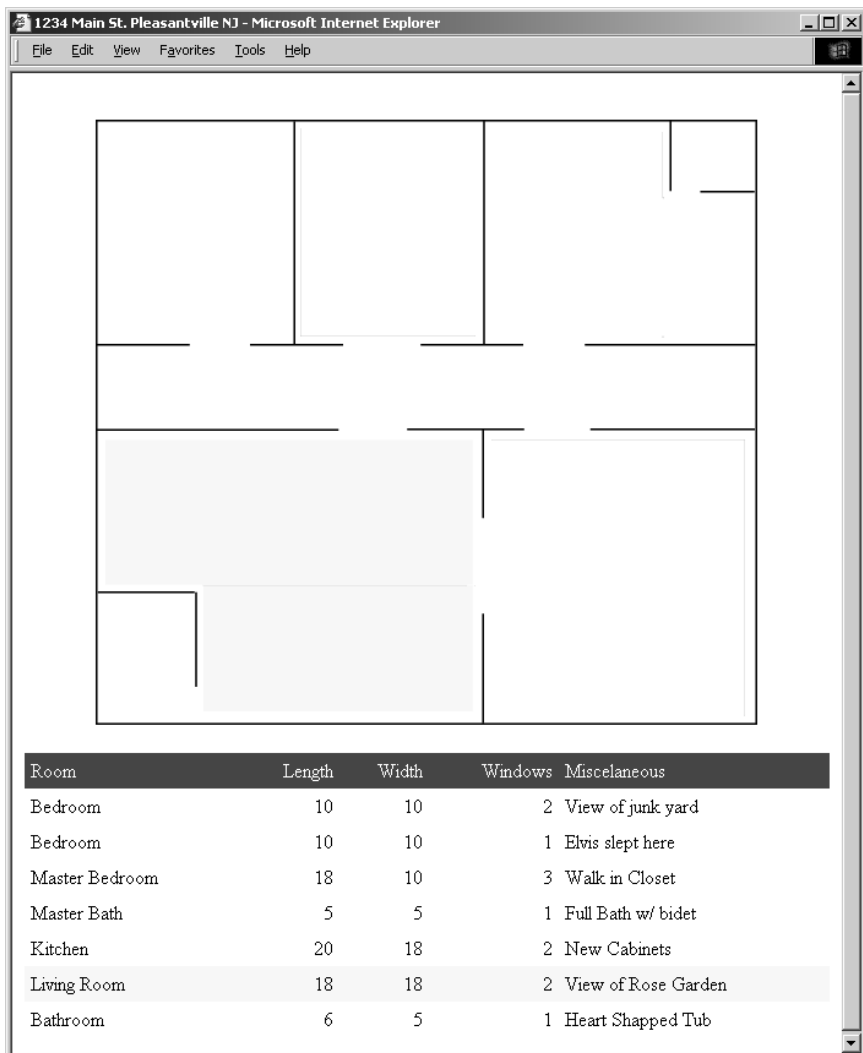 1234 Main St. Pleasantville NJ - Microsoft Internet Explorer
File Edit View Favorites Tools Help
Room Length Width Windows Miscelaneous
Bedroom 10 10 2 View of junk yard
Bedroom 10 10 1 Elvis slept here
Master Bedroom 18 10 3 Walk in Closet
Master Bath 5 5 1 Full Bath w/ bidet
Kitchen 20 18 2 New Cabinets
Living Room 18 18 2 View of Rose Garden
Bathroom 6 5 1 Heart Shapped Tub